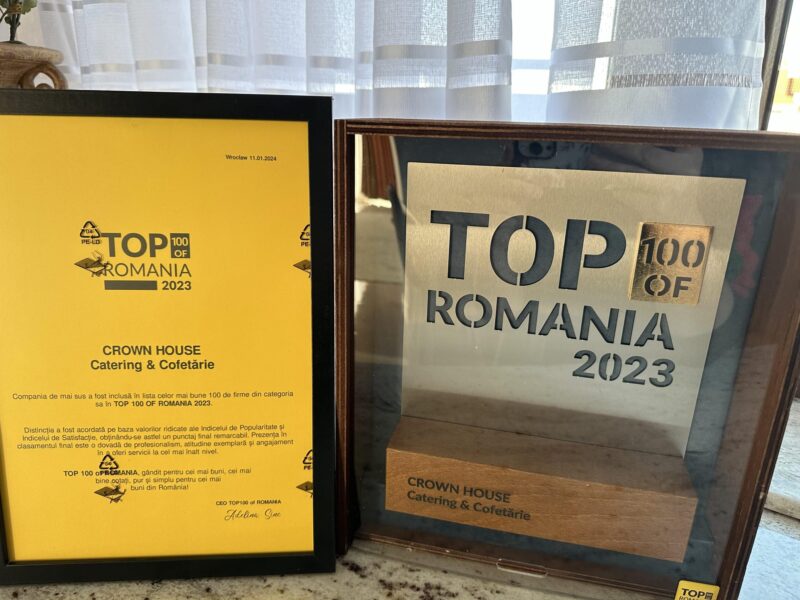 Wroclaw 11.01.2024
TOP 100 OF
ROMANIA
2023
CROWN HOUSE
Catering & Cofetărie
Compania de mai sus a fost inclusă în lista celor mai bune 100 de firme din categoria
sa în TOP 100 OF ROMANIA 2023.
Distincția a fost acordată pe baza valorilor ridicate ale Indicelui de Popularitate și
Indicelui de Satisfacție, obținându-se astfel un punctaj final remarcabil. Prezența în
clasamentul final este o dovadă de profesionalism, atitudine exemplară și angajament
în a oferi servicii la cel mai înalt nivel.
TOP 100 of ROMANIA, gândit pentru cei mai buni, cei mai
bine cotați, pur și simplu pentru cei mai
buni din România!
CEO TOP100 of ROMANIA
PE-LD
TOP 100 OF
ROMANIA
2023
CROWN HOUSE
Catering & Cofetărie
TOP